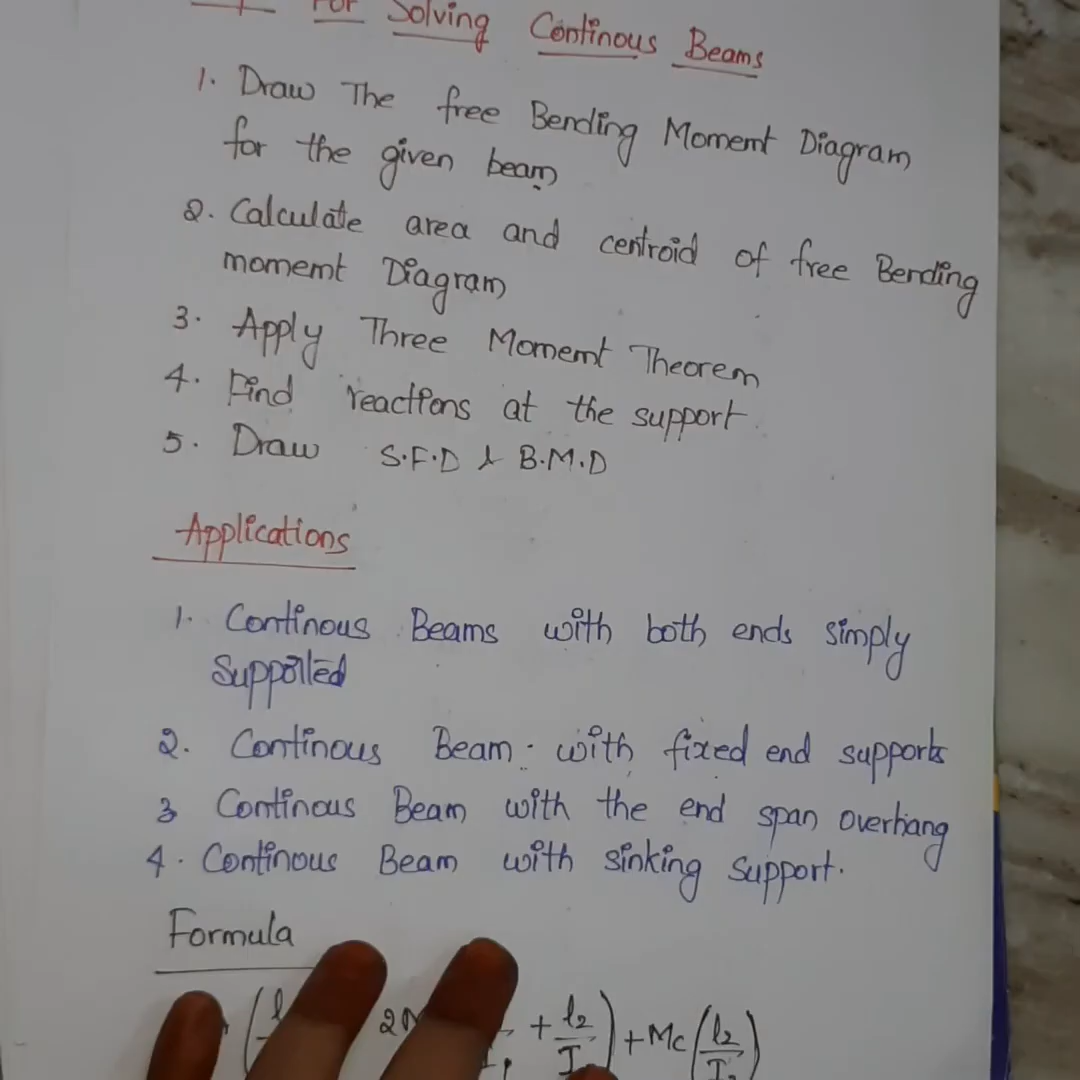 For Solving Continous Beams
1. Draw The free Bending Moment Diagram
for the given beam
2. Calculate area and centroid of free Bending
moment Diagram
3. Apply Three Moment Theorem
4. Find reactions at the support
5. Draw S.F.D & B.M.D
Applications
1. Continous Beams with both ends simply
Supported
2. Continous Beam with fixed end supports
3 Continous Beam with the end span overhang
4. Continous Beam with sinking support.
Formula
+ l2/I ) + Mc (l2/I2)